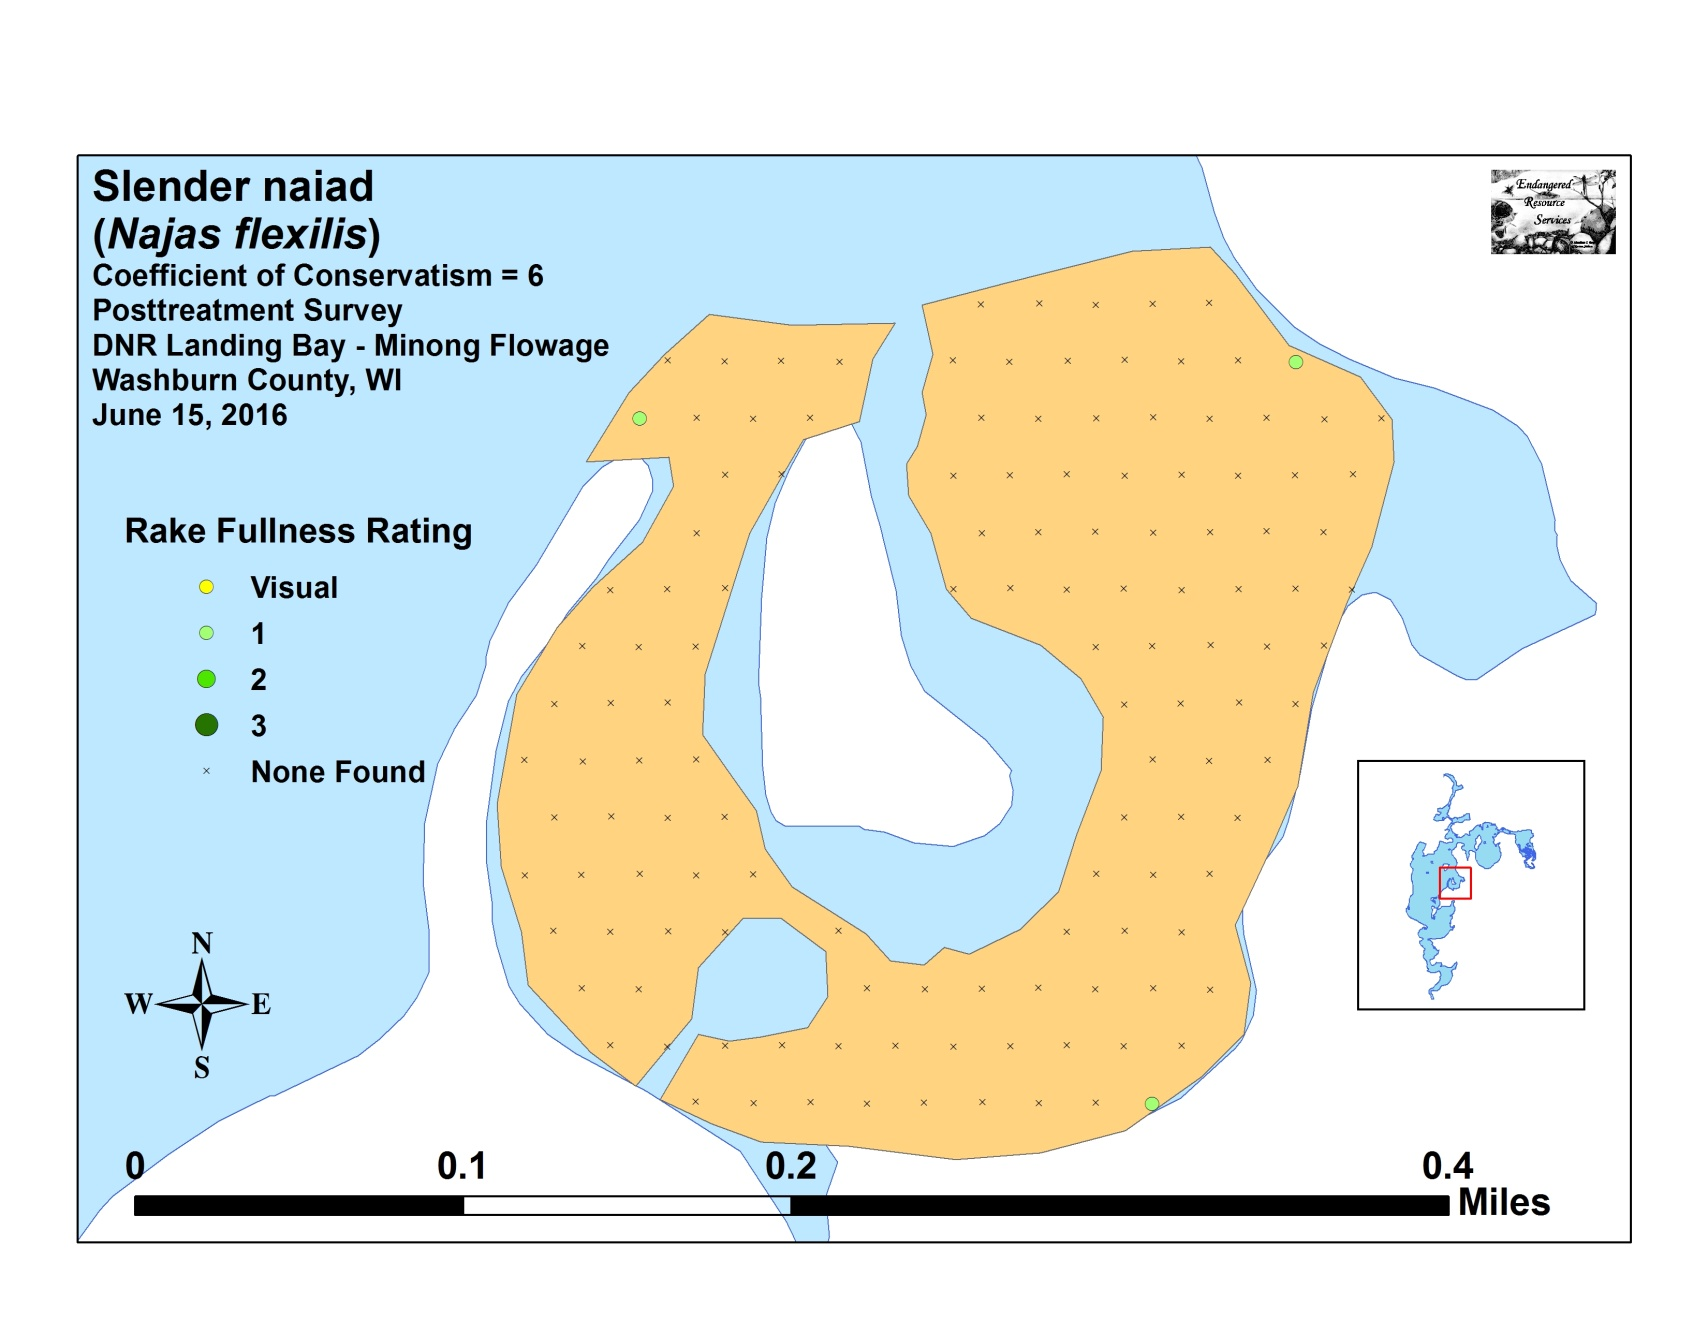 Slender naiad
(Najas flexilis)
Coefficient of Conservatism = 6
Posttreatment Survey
DNR Landing Bay - Minong Flowage
Washburn County, WI
June 15, 2016
Endangered
Resource
Services
Rake Fullness Rating
Visual
1
2
3
None Found
N
W E
S
0 0.1 0.2 0.4
Miles